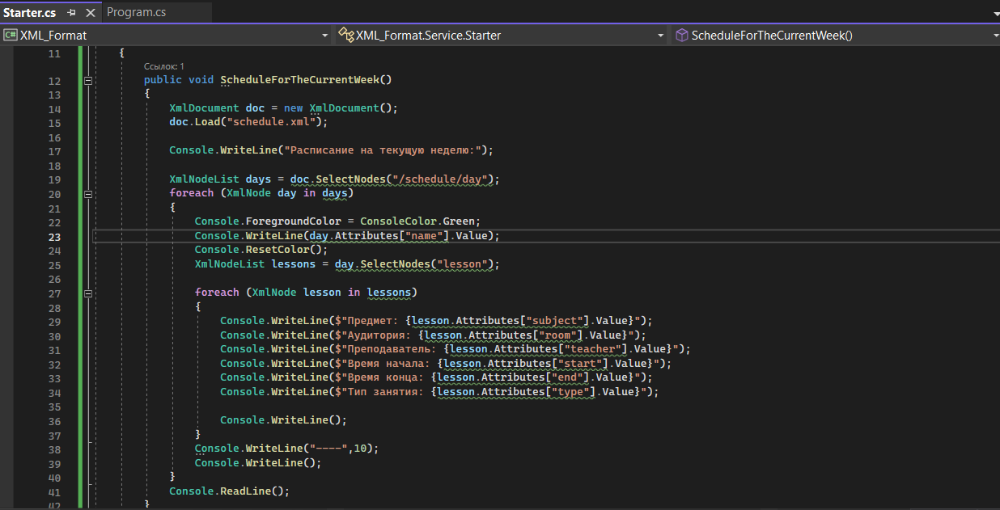 Starter.cs Program.cs
C# XML_Format XML_Format.Service.Starter ScheduleForTheCurrentWeek()
11 {
Ссылок: 1
12 public void ScheduleForTheCurrentWeek()
13 {
14 XmlDocument doc = new XmlDocument();
15 doc.Load("schedule.xml");
16
17 Console.WriteLine("Расписание на текущую неделю:");
18
19 XmlNodeList days = doc.SelectNodes("/schedule/day");
20 foreach (XmlNode day in days)
21 {
22 Console.ForegroundColor = ConsoleColor.Green;
23 Console.WriteLine(day.Attributes["name"].Value);
24 Console.ResetColor();
25 XmlNodeList lessons = day.SelectNodes("lesson");
26
27 foreach (XmlNode lesson in lessons)
28 {
29 Console.WriteLine($"Предмет: {lesson.Attributes["subject"].Value}");
30 Console.WriteLine($"Аудитория: {lesson.Attributes["room"].Value}");
31 Console.WriteLine($"Преподаватель: {lesson.Attributes["teacher"].Value}");
32 Console.WriteLine($"Время начала: {lesson.Attributes["start"].Value}");
33 Console.WriteLine($"Время конца: {lesson.Attributes["end"].Value}");
34 Console.WriteLine($"Тип занятия: {lesson.Attributes["type"].Value}");
35
36 Console.WriteLine();
37 }
38 Console.WriteLine("----",10);
39 Console.WriteLine();
40 }
41 Console.ReadLine();
42 }